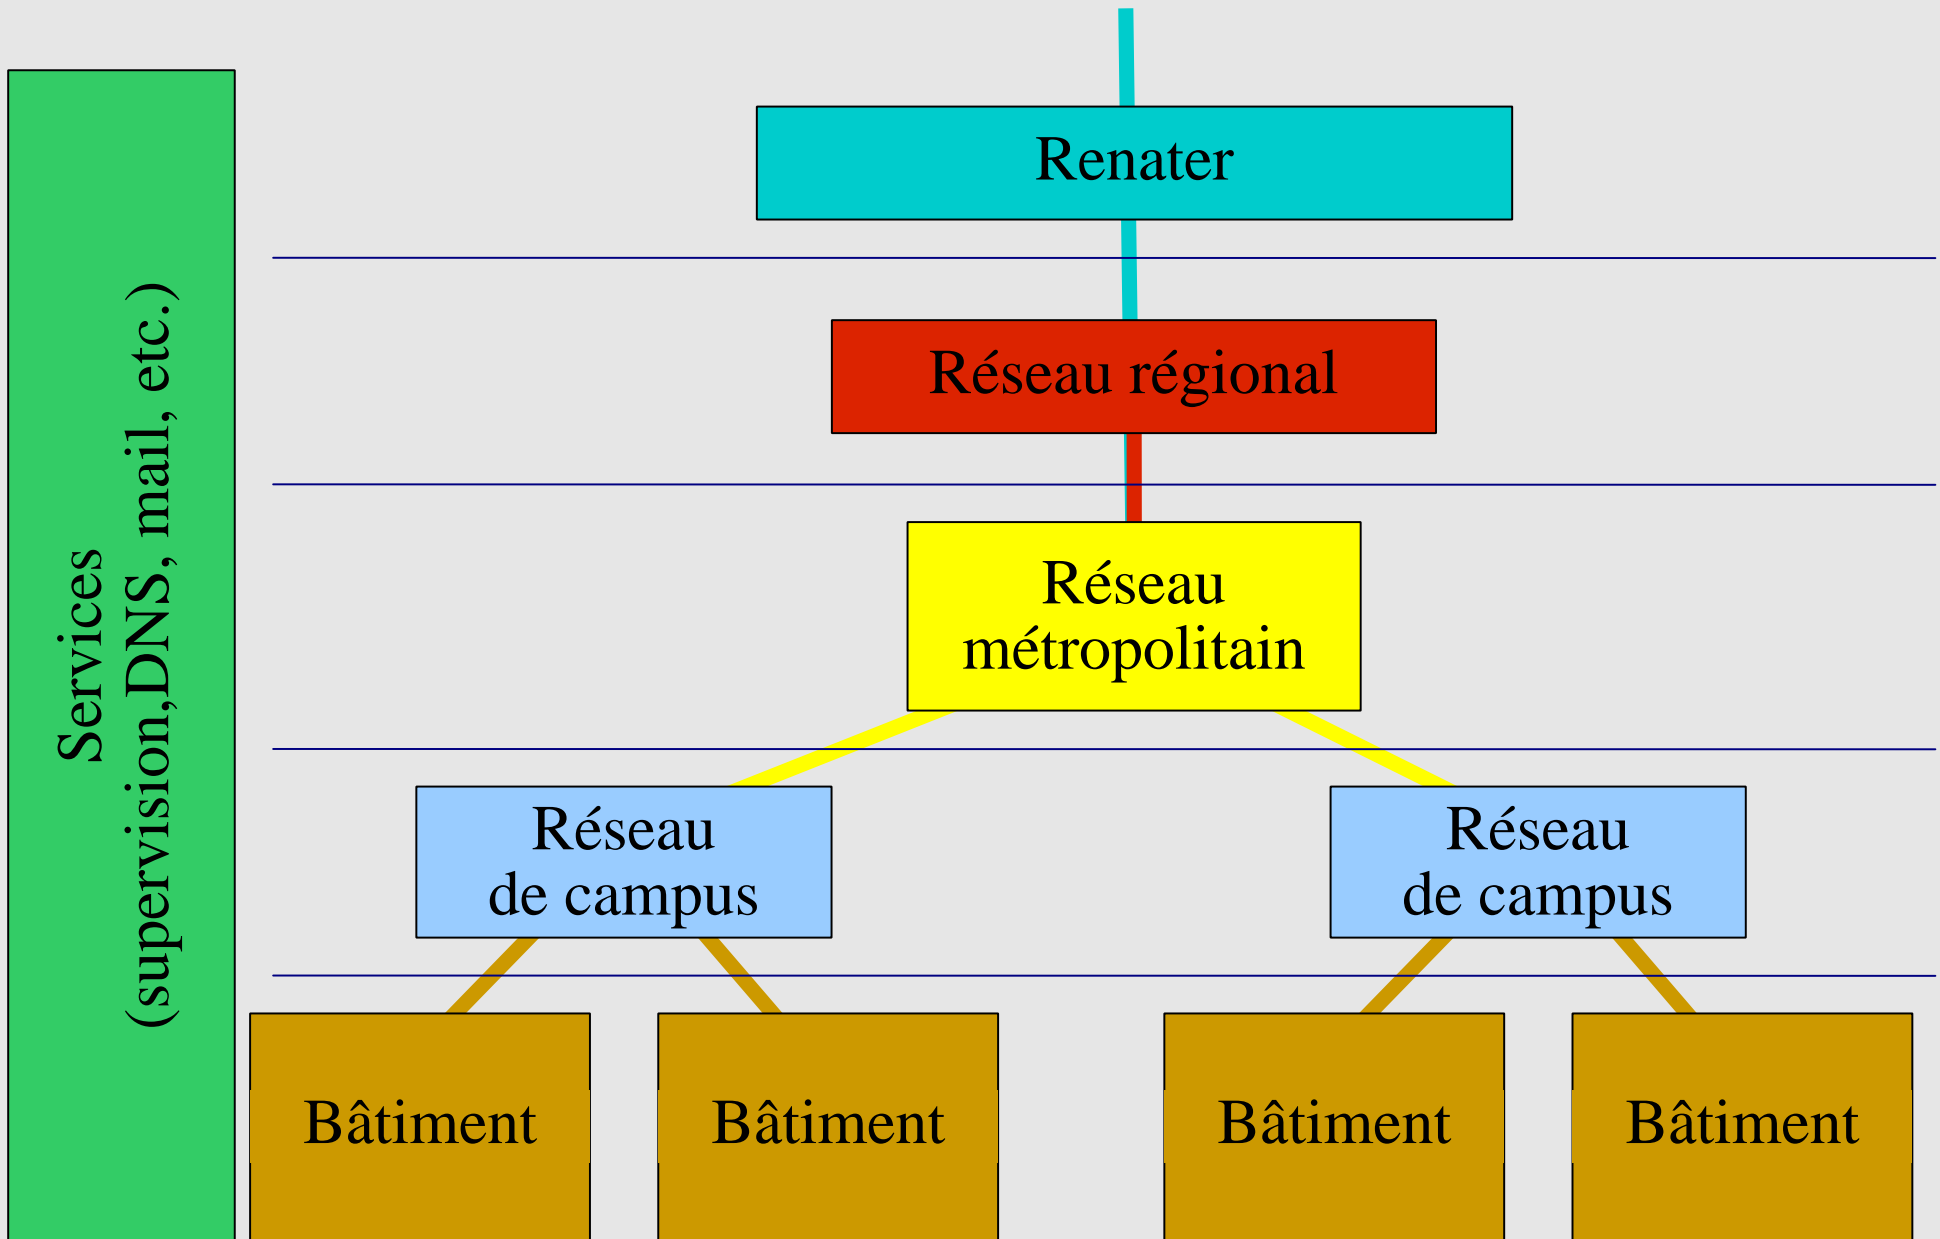 Services
(supervision,DNS, mail, etc.)
Renater
Réseau régional
Réseau
métropolitain
Réseau
de campus
Réseau
de campus
Bâtiment
Bâtiment
Bâtiment
Bâtiment